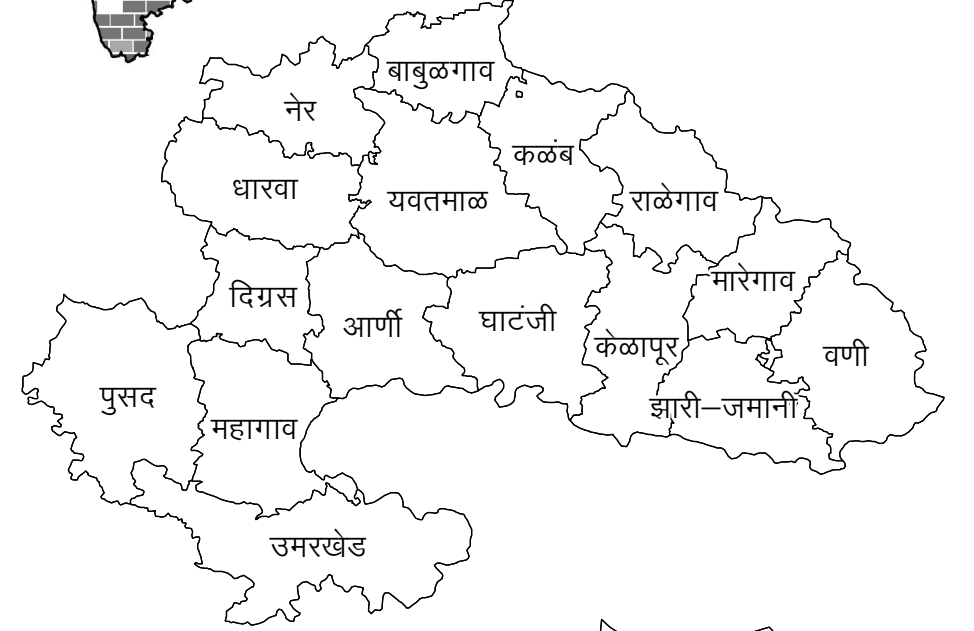 बाबुळगाव
नेर
कळंब
धारवा
यवतमाळ
राळेगाव
मारेगाव
दिग्रस
आर्णी
घाटंजी
केळापूर
वणी
पुसद
झारी–जमानी
महागाव
उमरखेड